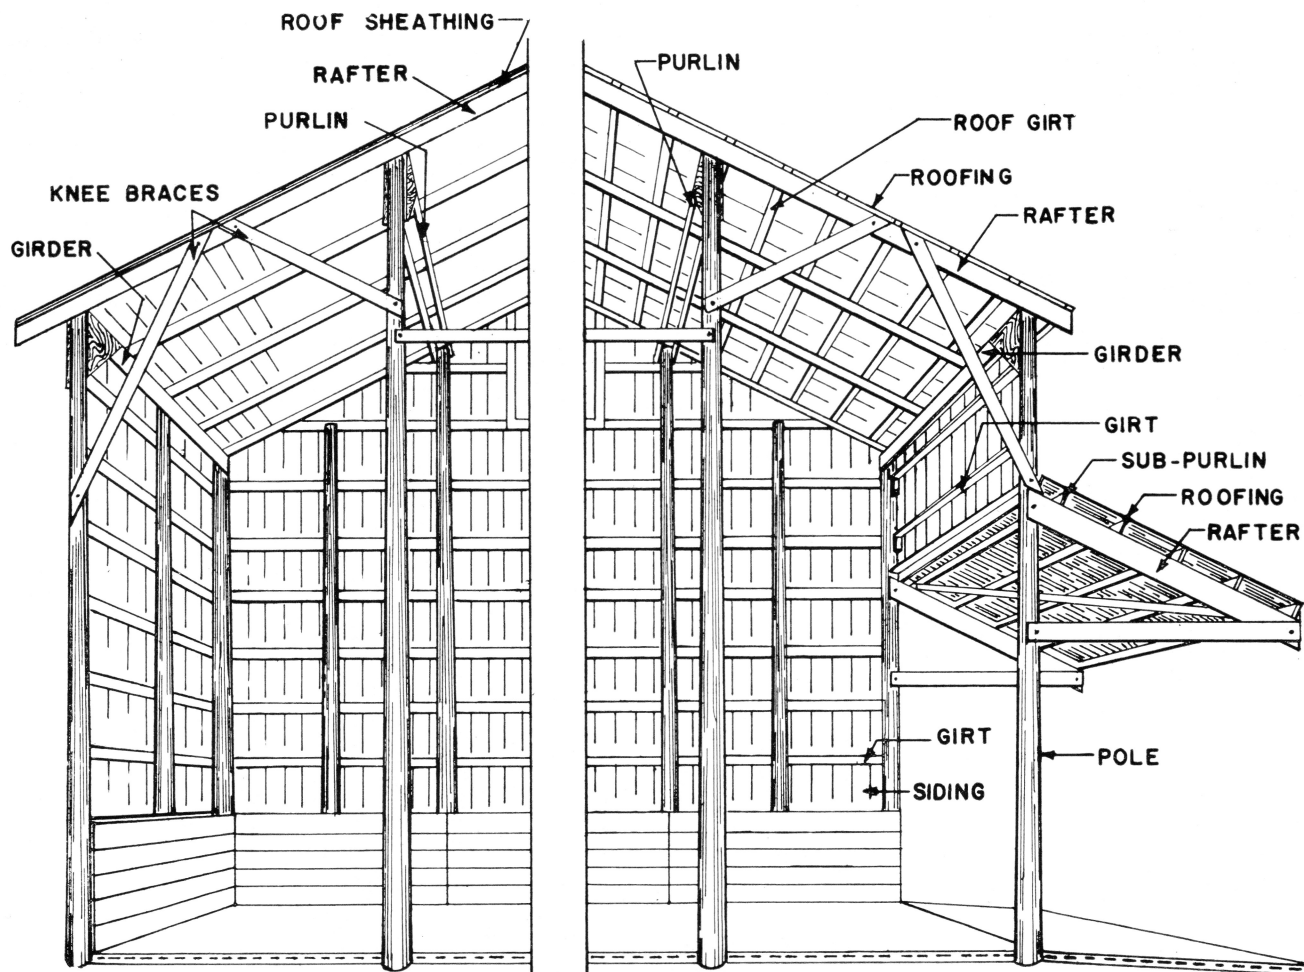 ROOF SHEATHING
RAFTER
PURLIN
KNEE BRACES
GIRDER
PURLIN
ROOF GIRT
ROOFING
RAFTER
GIRDER
GIRT
SUB-PURLIN
ROOFING
RAFTER
GIRT
SIDING
POLE